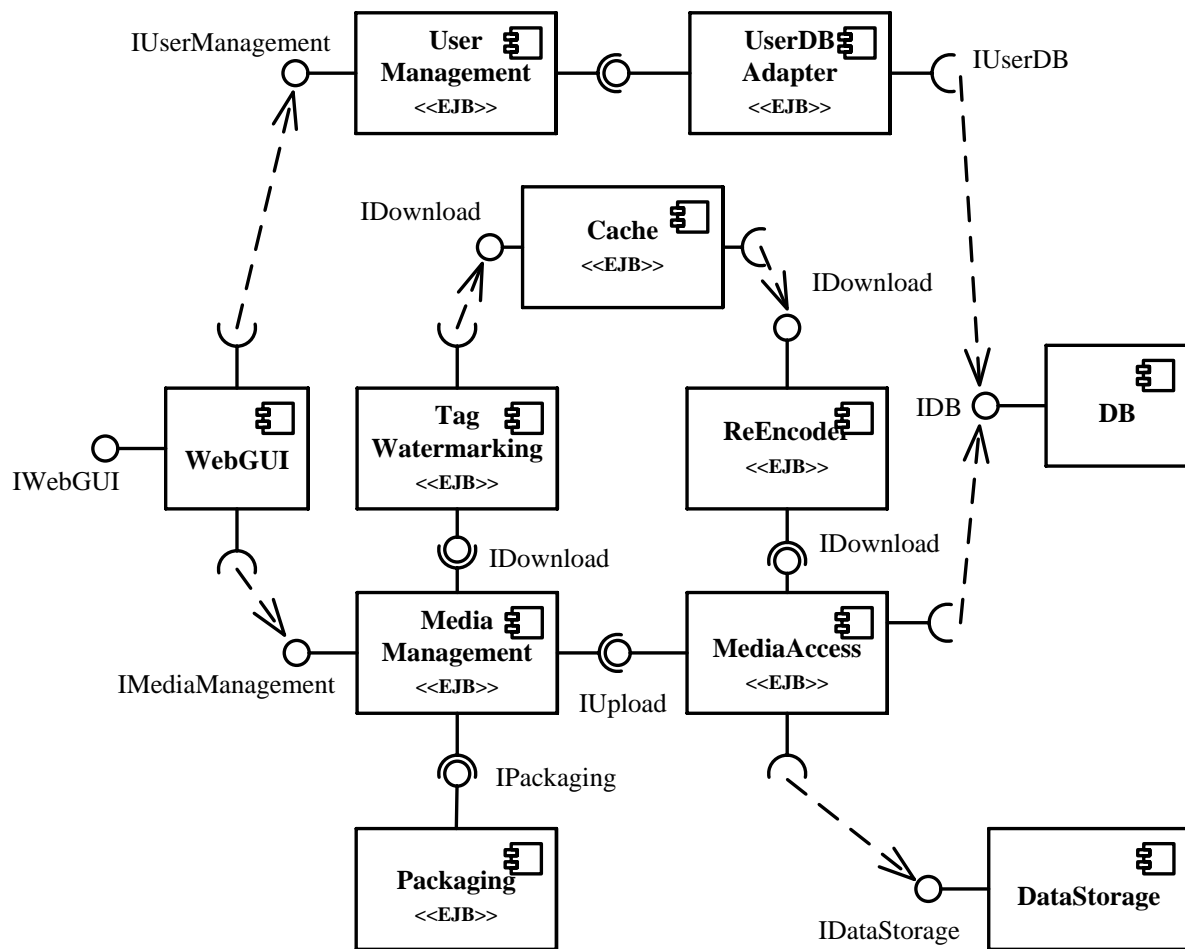 IUserManagement
User
Management
<<EJB>>
UserDB
Adapter
<<EJB>>
IUserDB
IDownload
Cache
<<EJB>>
IDownload
IWebGUI
WebGUI
Tag
Watermarking
<<EJB>>
ReEncoder
<<EJB>>
IDB
DB
IDownload
IDownload
IMediaManagement
Media
Management
<<EJB>>
IUpload
MediaAccess
<<EJB>>
IPackaging
Packaging
<<EJB>>
IDataStorage
DataStorage